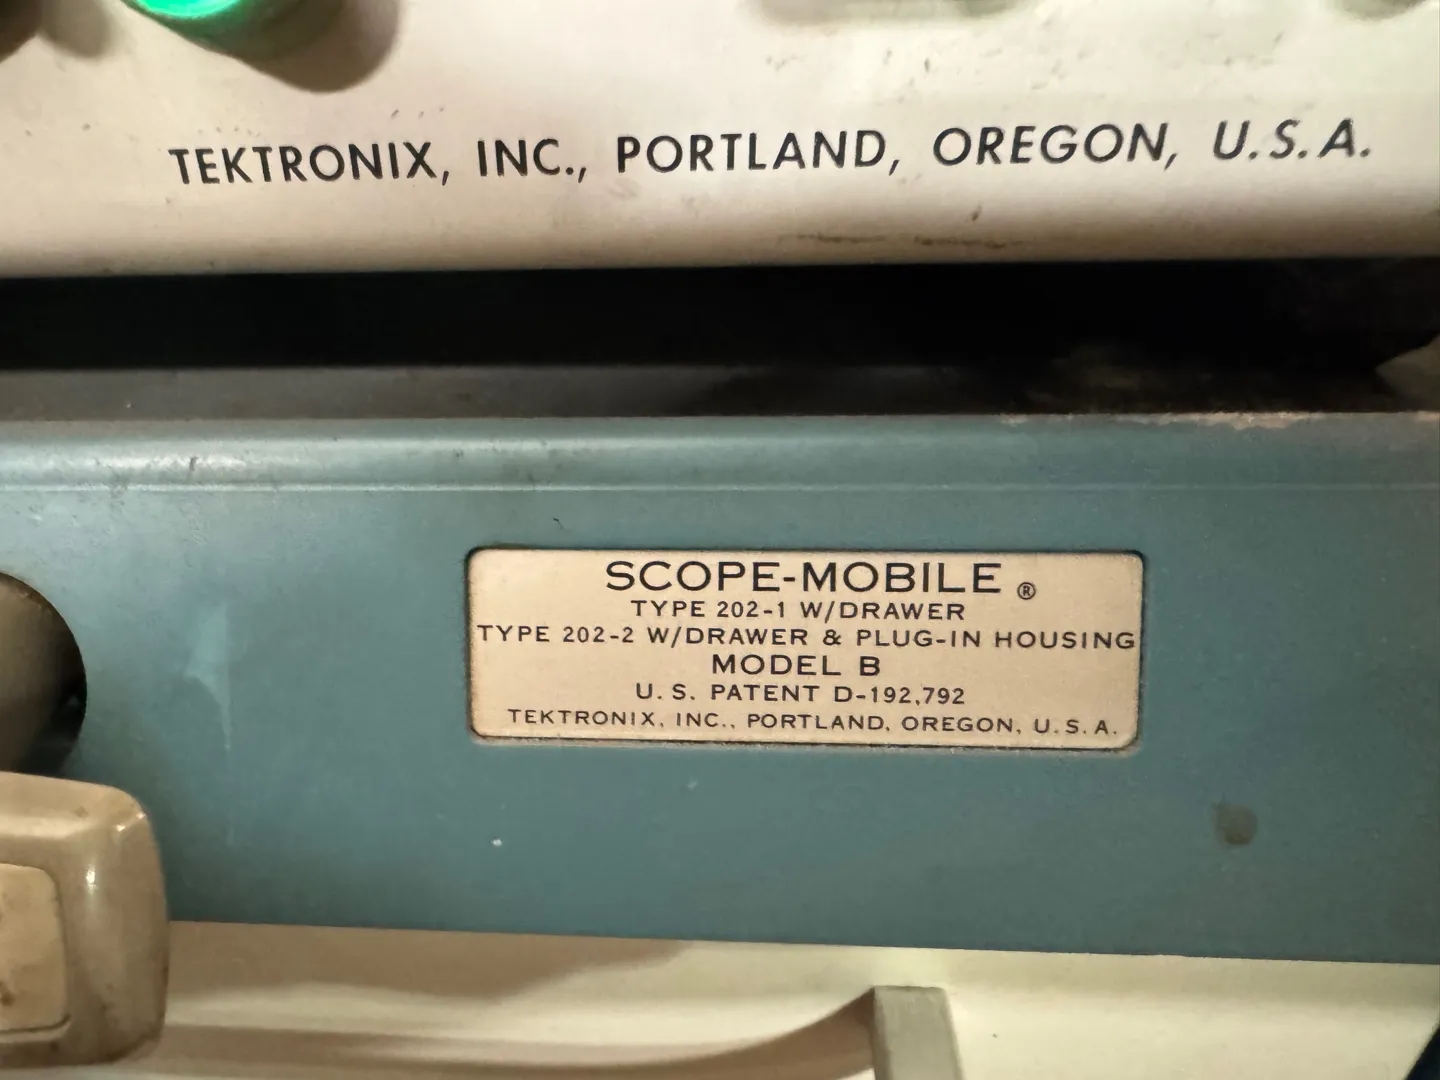 TEKTRONIX, INC., PORTLAND, OREGON, U.S.A.
SCOPE-MOBILE ®
TYPE 202-1 W/DRAWER
TYPE 202-2 W/DRAWER & PLUG-IN HOUSING
MODEL B
U. S. PATENT D-192,792
TEKTRONIX, INC., PORTLAND, OREGON, U.S.A.